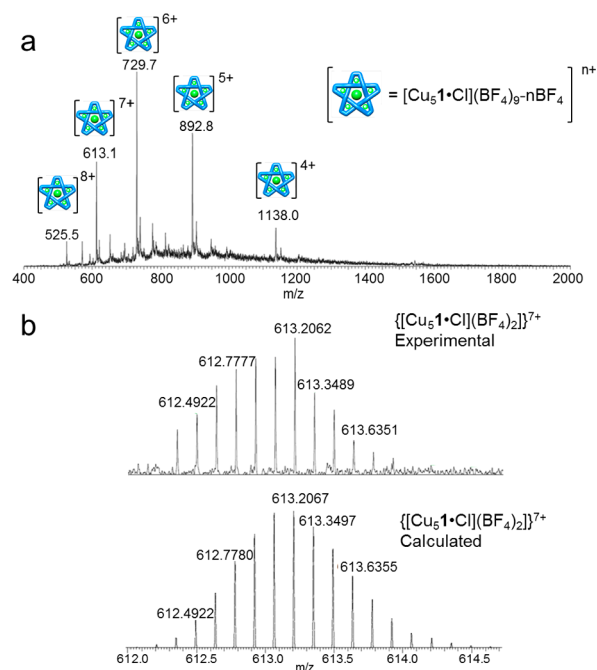 a
6+
729.7
5+
892.8
n+
= [Cu51•Cl](BF4)9-nBF4
7+
613.1
8+
525.5
4+
1138.0
400 600 800 1000 1200 1400 1600 1800 2000
m/z
b
{[Cu51•Cl](BF4)2]}7+
Experimental
613.2062
612.7777
613.3489
612.4922
613.6351
{[Cu51•Cl](BF4)2]}7+
Calculated
613.2067
613.3497
612.7780
613.6355
612.4922
612.0 612.5 613.0 613.5 614.0 614.5
m/z